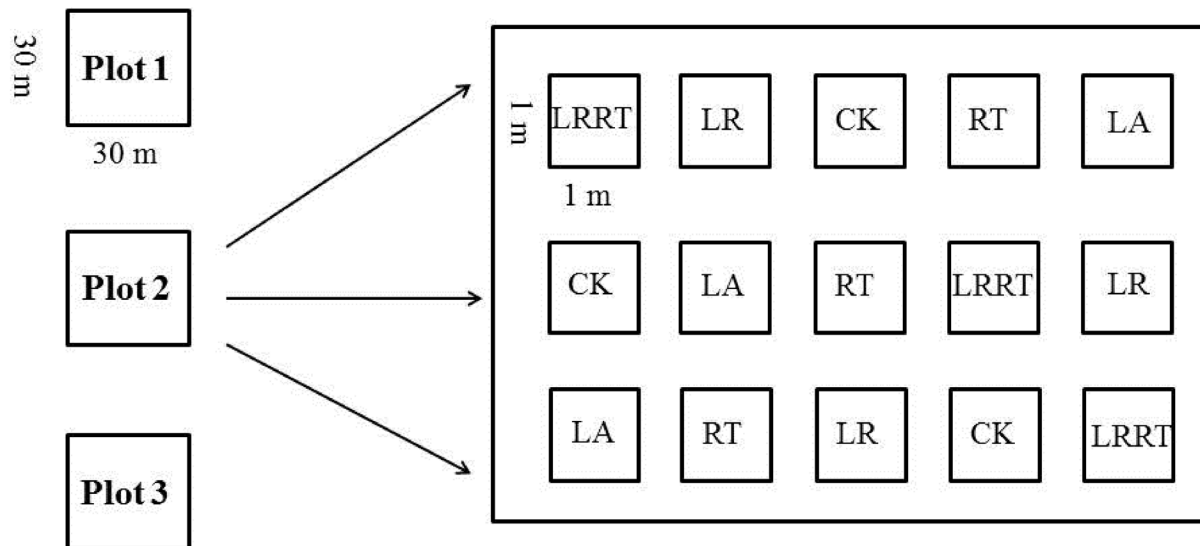 Plot 1
30 m
30 m
Plot 2
Plot 3
1 m
1 m
LRRT LR CK RT LA
CK LA RT LRRT LR
LA RT LR CK LRRT